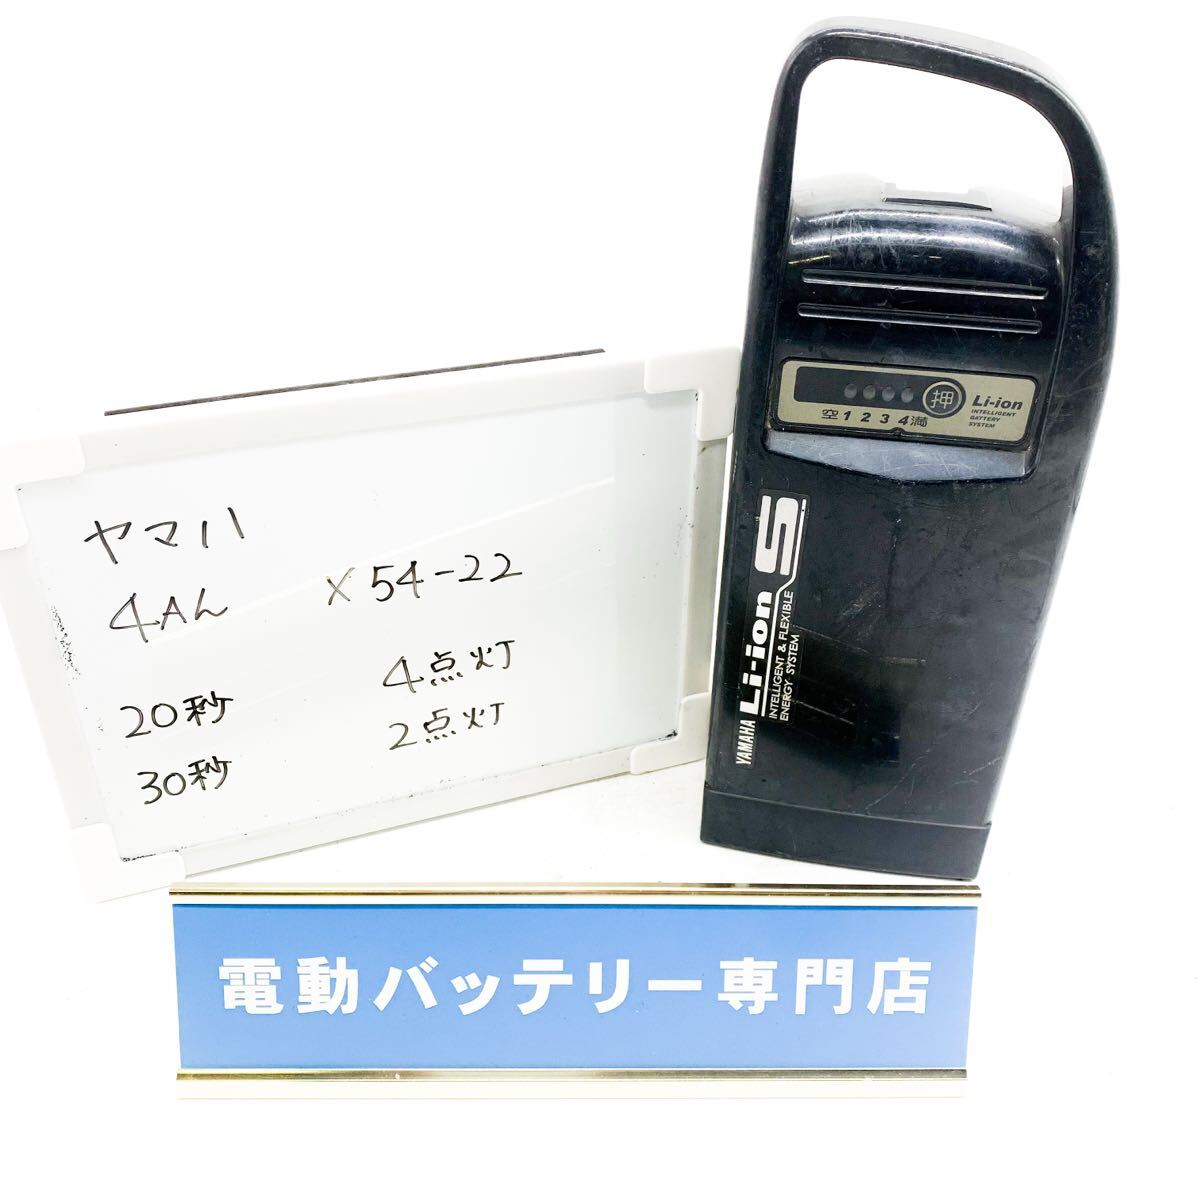 ヤマハ
4Ah X54-22
20秒 4点灯
30秒 2点灯
押
Li-ion
INTELLIGENT
BATTERY
SYSTEM
空1234満
YAMAHA Li-ion S
INTELLIGENT & FLEXIBLE
ENERGY SYSTEM
電動バッテリー専門店